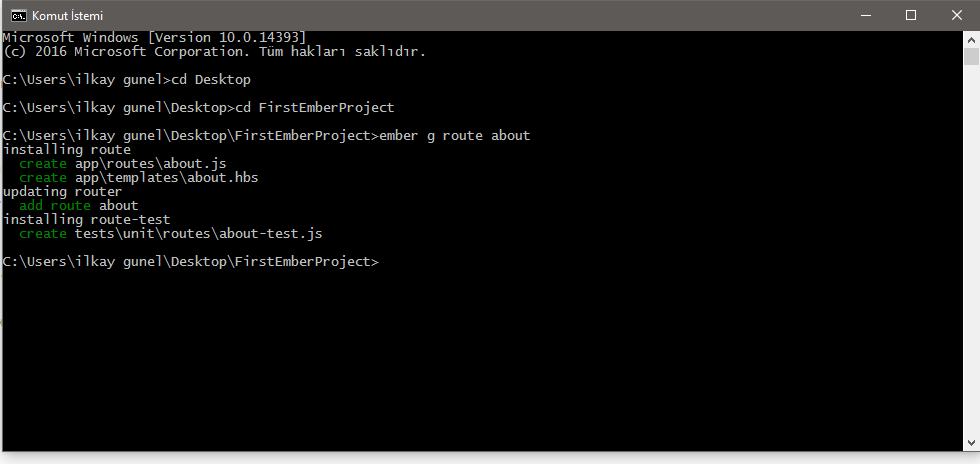 Komut İstemi
Microsoft Windows [Version 10.0.14393]
(c) 2016 Microsoft Corporation. Tüm hakları saklıdır.
C:\Users\ilkay gunel>cd Desktop
C:\Users\ilkay gunel\Desktop>cd FirstEmberProject
C:\Users\ilkay gunel\Desktop\FirstEmberProject>ember g route about
installing route
  create app\routes\about.js
  create app\templates\about.hbs
updating router
  add route about
installing route-test
  create tests\unit\routes\about-test.js
C:\Users\ilkay gunel\Desktop\FirstEmberProject>